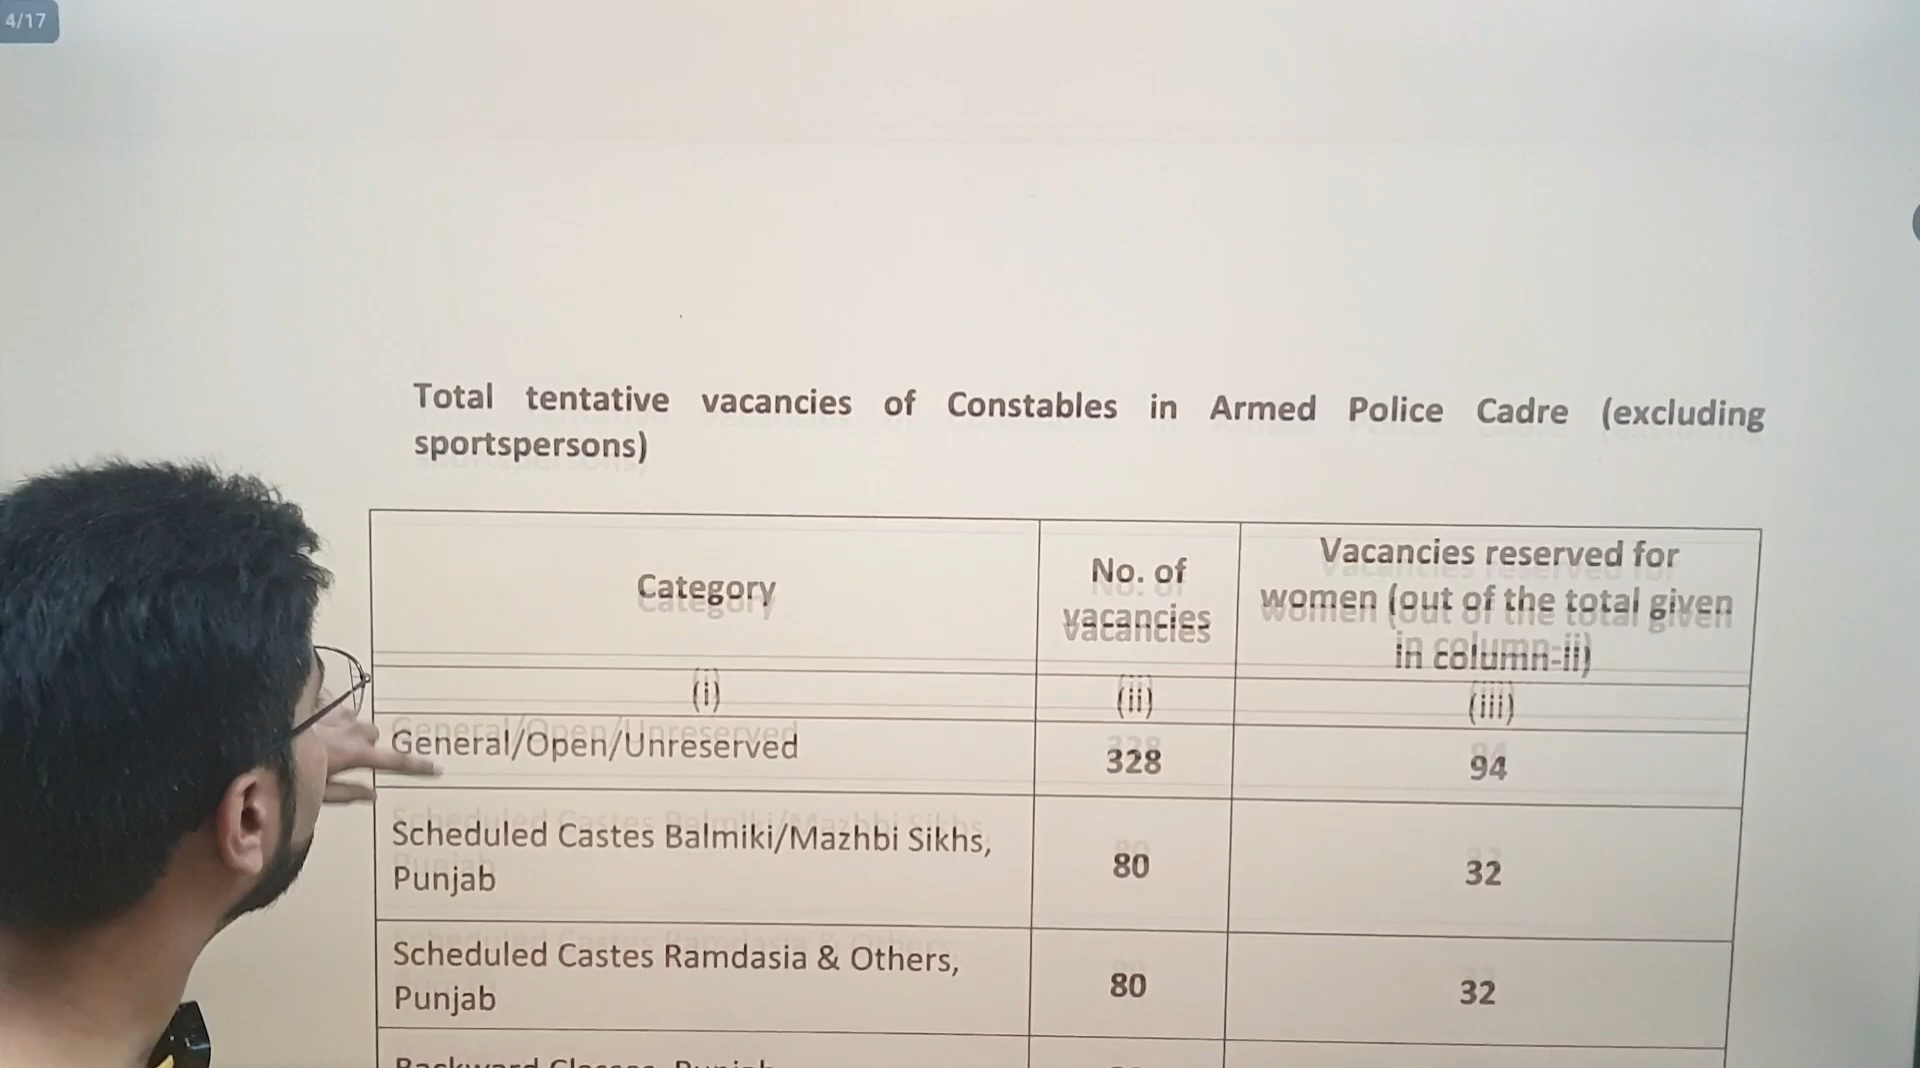 4/17
Total tentative vacancies of Constables in Armed Police Cadre (excluding
sportspersons)
Category
No. of
vacancies
Vacancies reserved for
women (out of the total given
in column-ii)
(i)
(ii)
(iii)
General/Open/Unreserved
328
94
Scheduled Castes Balmiki/Mazhbi Sikhs,
Punjab
80
32
Scheduled Castes Ramdasia & Others,
Punjab
80
32
Backward Classes, Punjab